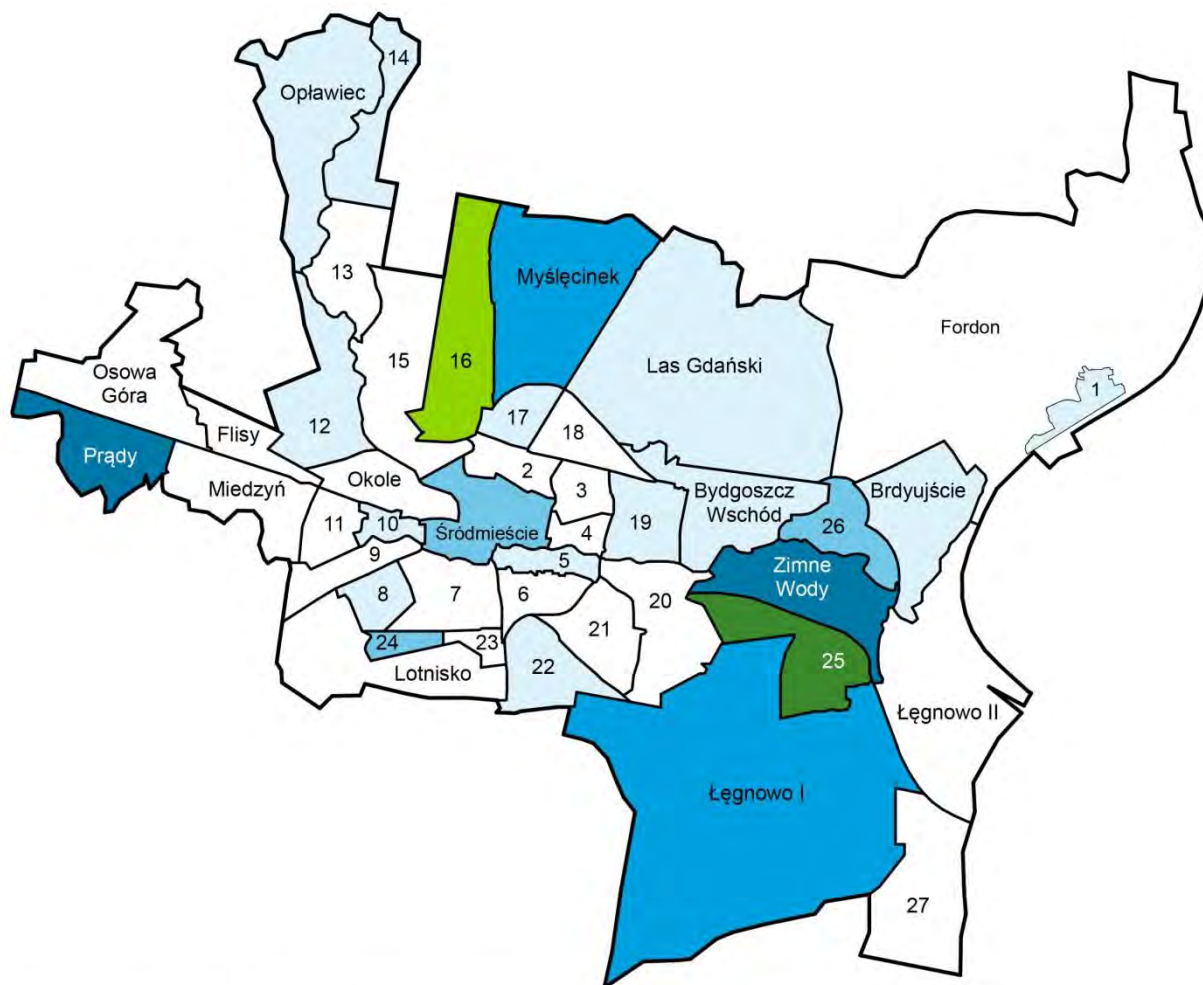 14
Opławiec
13
Myślęcinek
15
16
Las Gdański
Fordon
1
Osowa
Góra
Flisy
12
17
18
Prądy
Miedzyń
Okole
2
3
Bydgoszcz
Wschód
Brdyujście
11
10
Śródmieście
4
19
26
9
5
Zimne
Wody
8
7
6
20
21
24
23
22
25
Lotnisko
Łęgnowo II
Łęgnowo I
27